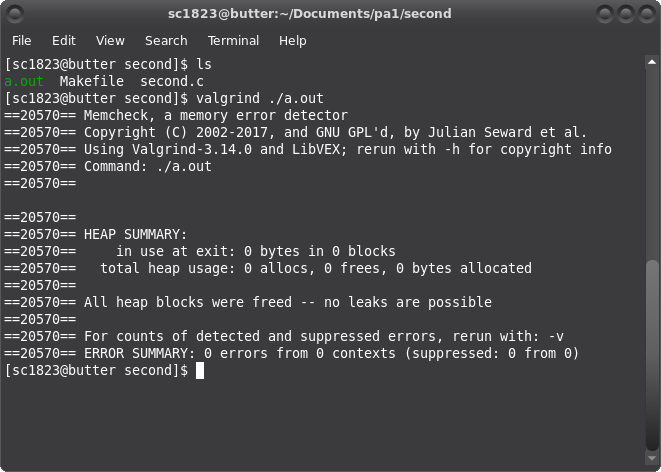 sc1823@butter:~/Documents/pa1/second
File Edit View Search Terminal Help
[sc1823@butter second]$ ls
a.out  Makefile  second.c
[sc1823@butter second]$ valgrind ./a.out
==20570== Memcheck, a memory error detector
==20570== Copyright (C) 2002-2017, and GNU GPL'd, by Julian Seward et al.
==20570== Using Valgrind-3.14.0 and LibVEX; rerun with -h for copyright info
==20570== Command: ./a.out
==20570==
==20570==
==20570== HEAP SUMMARY:
==20570==     in use at exit: 0 bytes in 0 blocks
==20570==   total heap usage: 0 allocs, 0 frees, 0 bytes allocated
==20570==
==20570== All heap blocks were freed -- no leaks are possible
==20570==
==20570== For counts of detected and suppressed errors, rerun with: -v
==20570== ERROR SUMMARY: 0 errors from 0 contexts (suppressed: 0 from 0)
[sc1823@butter second]$